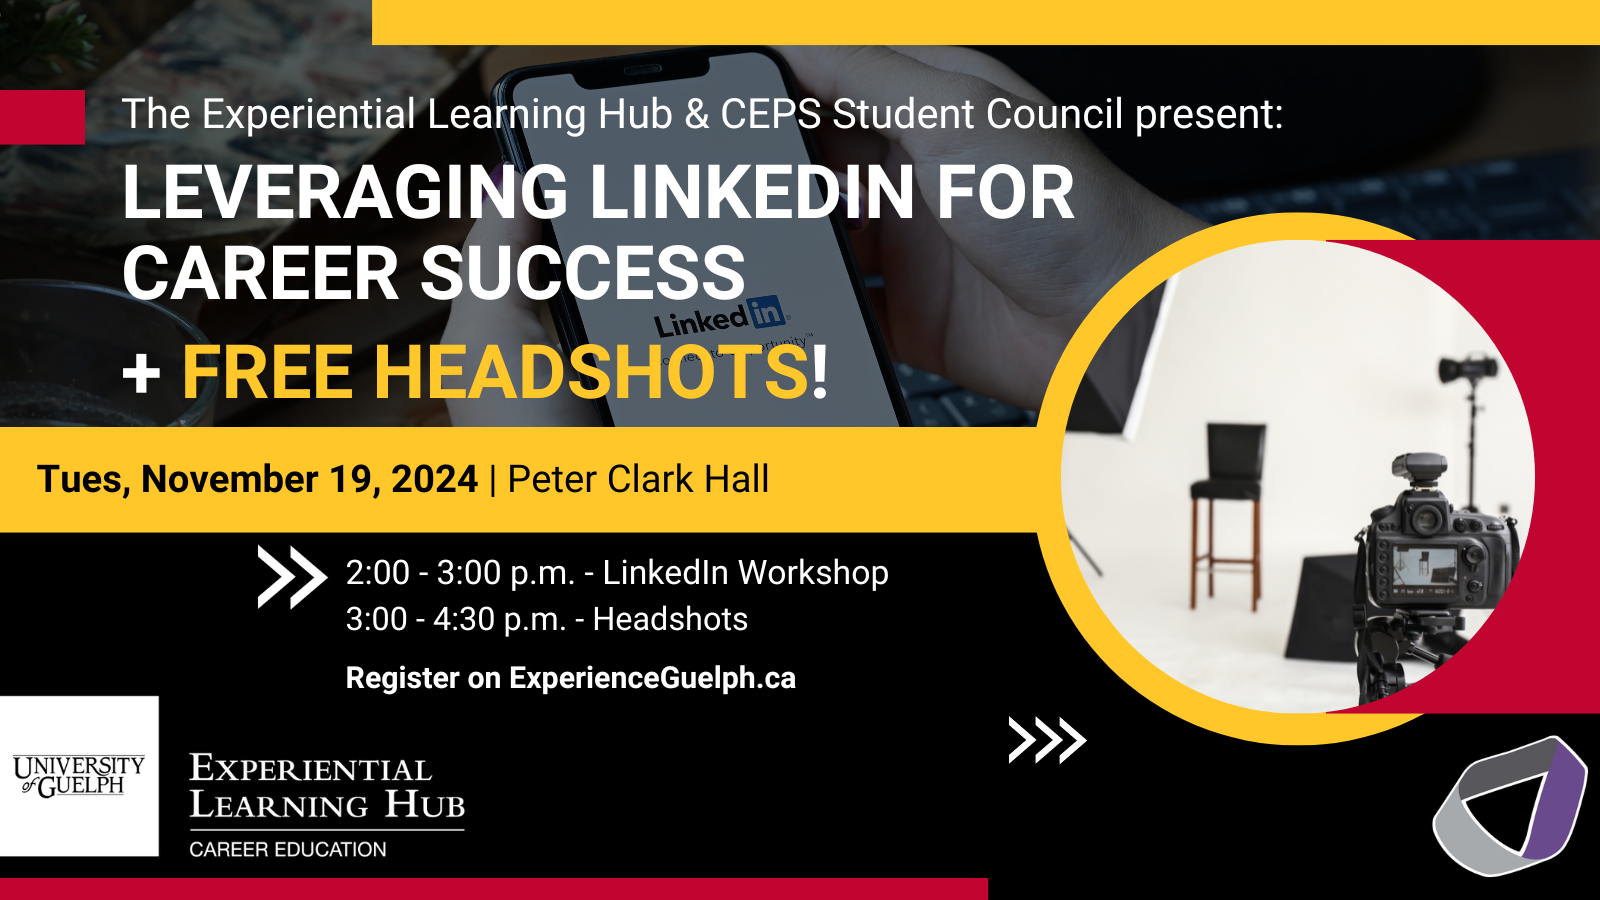 The Experiential Learning Hub & CEPS Student Council present:
LEVERAGING LINKEDIN FOR
CAREER SUCCESS
Linked in
+ FREE HEADSHOTS!
Tues, November 19, 2024 | Peter Clark Hall
2:00 - 3:00 p.m. - LinkedIn Workshop
3:00 - 4:30 p.m. - Headshots
Register on ExperienceGuelph.ca
UNIVERSITY
of GUELPH
EXPERIENTIAL
LEARNING HUB
CAREER EDUCATION